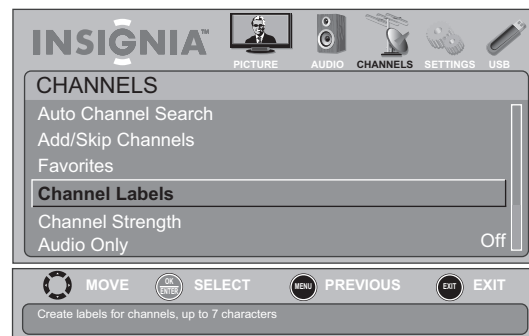 INSIGNIA™
PICTURE AUDIO CHANNELS SETTINGS USB
CHANNELS
Auto Channel Search
Add/Skip Channels
Favorites
Channel Labels
Channel Strength
Audio Only Off
MOVE OK ENTER SELECT MENU PREVIOUS EXIT EXIT
Create labels for channels, up to 7 characters